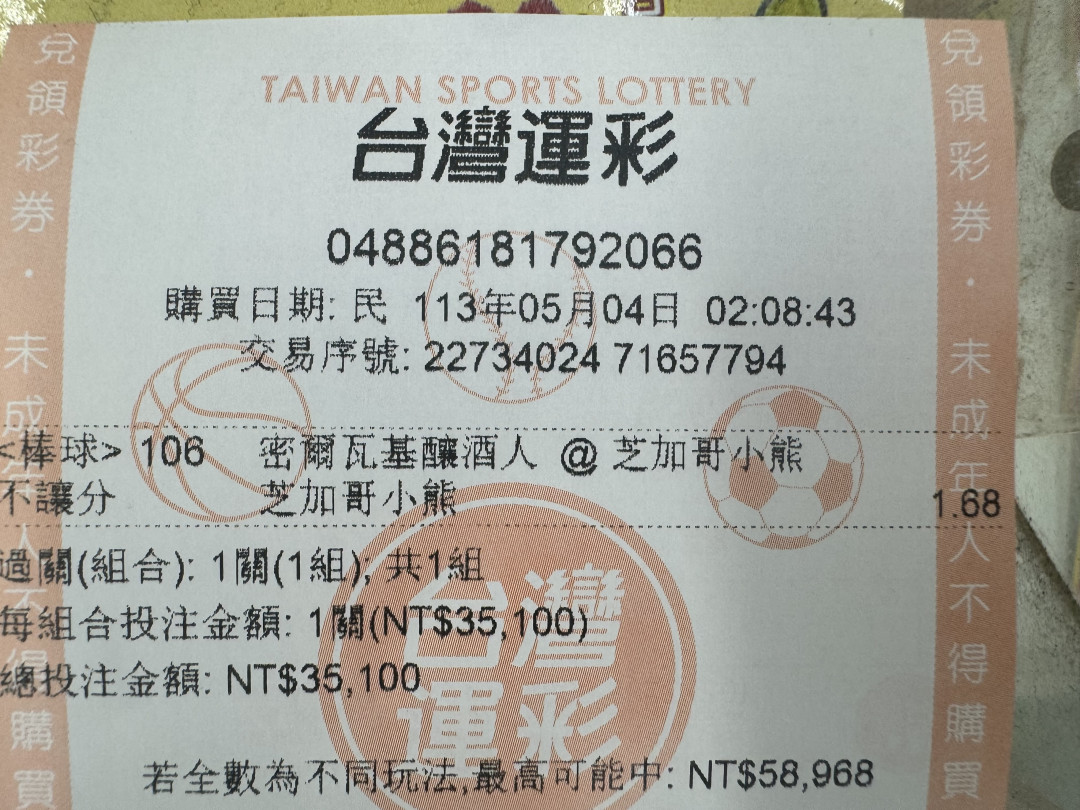 TAIWAN SPORTS LOTTERY
台灣運彩
04886181792066
購買日期: 民 113年05月04日 02:08:43
交易序號: 22734024 71657794
<棒球> 106 密爾瓦基釀酒人 @ 芝加哥小熊
不讓分 芝加哥小熊 1.68
過關(組合): 1關(1組), 共1組
每組合投注金額: 1關(NT$35,100)
總投注金額: NT$35,100
台灣
運彩
若全數為不同玩法,最高可能中: NT$58,968
兌領彩券・未成年人不得購買
兌領彩券・未成年人不得購買